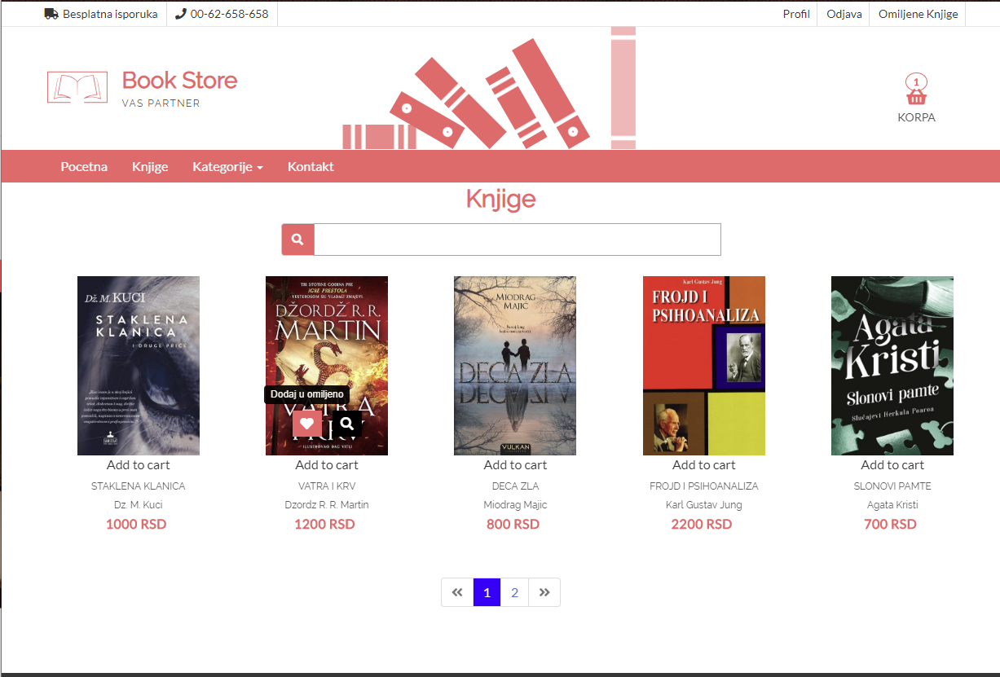 Besplatna isporuka
00-62-658-658
Profil
Odjava
Omiljene Knjige
Book Store
VAS PARTNER
1
KORPA
Pocetna
Knjige
Kategorije
Kontakt
Knjige
Dž. M. KUCI
STAKLENA
KLANICA
I DRUGE PRIČE
TRI STOTINE GODINA PRE
IGRE PRESTOLA
VESTEROSOM SU VLADALI ZMAJEVI.
DŽORDŽ R.R.
MARTIN
VATRA
I KRV
ILUSTROVAO DAG VITLI
Dodaj u omiljeno
MIODRAG
MAJIĆ
DECA ZLA
VULKAN
Karl Gustav Jung
FROJD I
PSIHOANALIZA
Agata
Kristi
Slonovi pamte
Slučajevi Herkula Poaroa
Add to cart
Add to cart
Add to cart
Add to cart
Add to cart
STAKLENA KLANICA
VATRA I KRV
DECA ZLA
FROJD I PSIHOANALIZA
SLONOVI PAMTE
Dz. M. Kuci
Dzordz R. R. Martin
Miodrag Majic
Karl Gustav Jung
Agata Kristi
1000 RSD
1200 RSD
800 RSD
2200 RSD
700 RSD
« 1 2 »